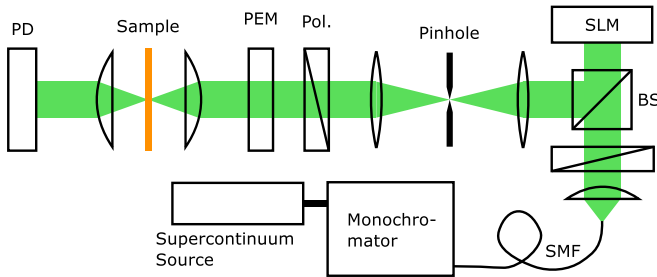 PD
Sample
PEM
Pol.
Pinhole
SLM
BS
Monochro-
mator
Supercontinuum
Source
SMF